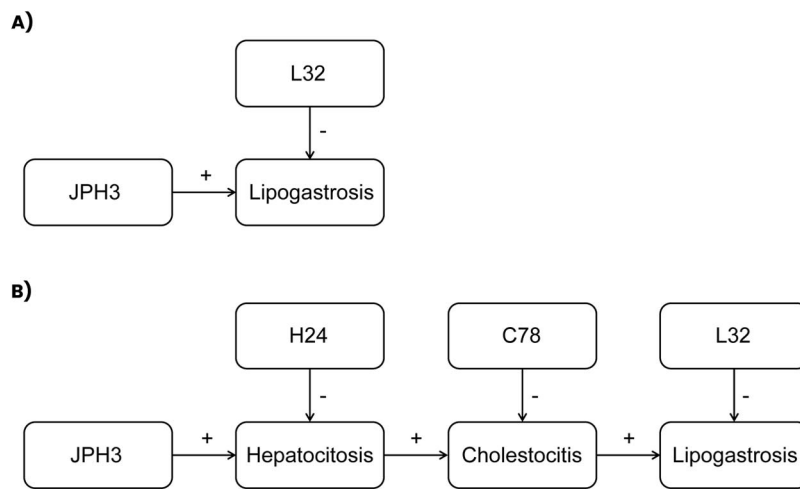 A)
L32
-
+
JPH3
Lipogastrosis
B)
H24
C78
L32
-
-
-
+
+
+
JPH3
Hepatocitosis
Cholestocitis
Lipogastrosis